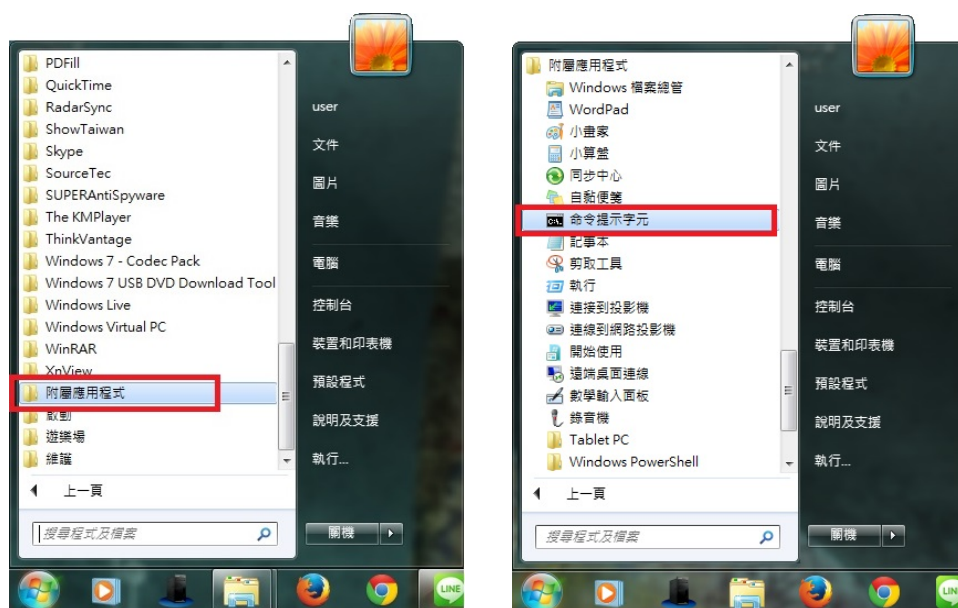 PDFill
QuickTime
RadarSync
ShowTaiwan
Skype
SourceTec
SUPERAntiSpyware
The KMPlayer
ThinkVantage
Windows 7 - Codec Pack
Windows 7 USB DVD Download Tool
Windows Live
Windows Virtual PC
WinRAR
XnView
附屬應用程式
啟動
遊樂場
維護
上一頁
搜尋程式及檔案
user
文件
圖片
音樂
電腦
控制台
裝置和印表機
預設程式
說明及支援
執行...
關機
LINE
附屬應用程式
Windows 檔案總管
WordPad
小畫家
小算盤
同步中心
自黏便箋
C:\.
命令提示字元
記事本
剪取工具
執行
連接到投影機
連線到網路投影機
開始使用
遠端桌面連線
數學輸入面板
錄音機
Tablet PC
Windows PowerShell
上一頁
搜尋程式及檔案
user
文件
圖片
音樂
電腦
控制台
裝置和印表機
預設程式
說明及支援
執行...
關機
LINE